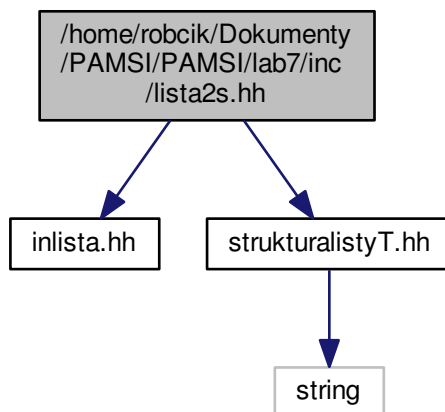 /home/robcik/Dokumenty
/PAMSI/PAMSI/lab7/inc
/lista2s.hh
inlista.hh
strukturalistyT.hh
string